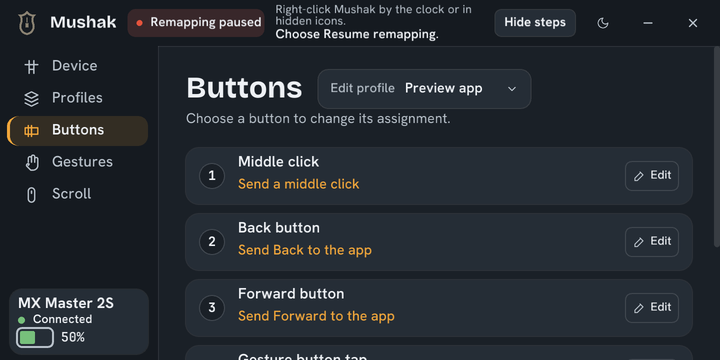 Mushak
Remapping paused
Right-click Mushak by the clock or in
hidden icons.
Choose Resume remapping.
Hide steps
Device
Profiles
Buttons
Gestures
Scroll
MX Master 2S
Connected
50%
Buttons
Edit profile Preview app
Choose a button to change its assignment.
1
Middle click
Send a middle click
Edit
2
Back button
Send Back to the app
Edit
3
Forward button
Send Forward to the app
Edit
Gesture button tap